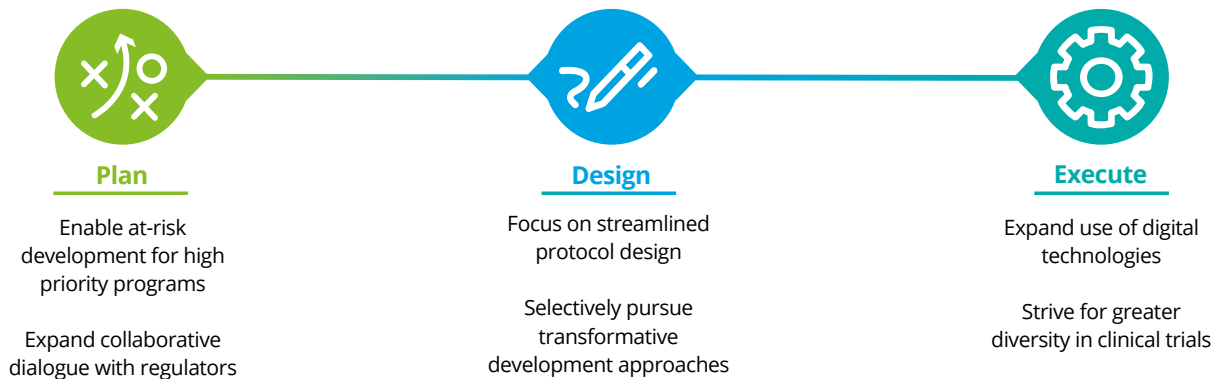 Plan
Enable at-risk
development for high
priority programs
Expand collaborative
dialogue with regulators
Design
Focus on streamlined
protocol design
Selectively pursue
transformative
development approaches
Execute
Expand use of digital
technologies
Strive for greater
diversity in clinical trials